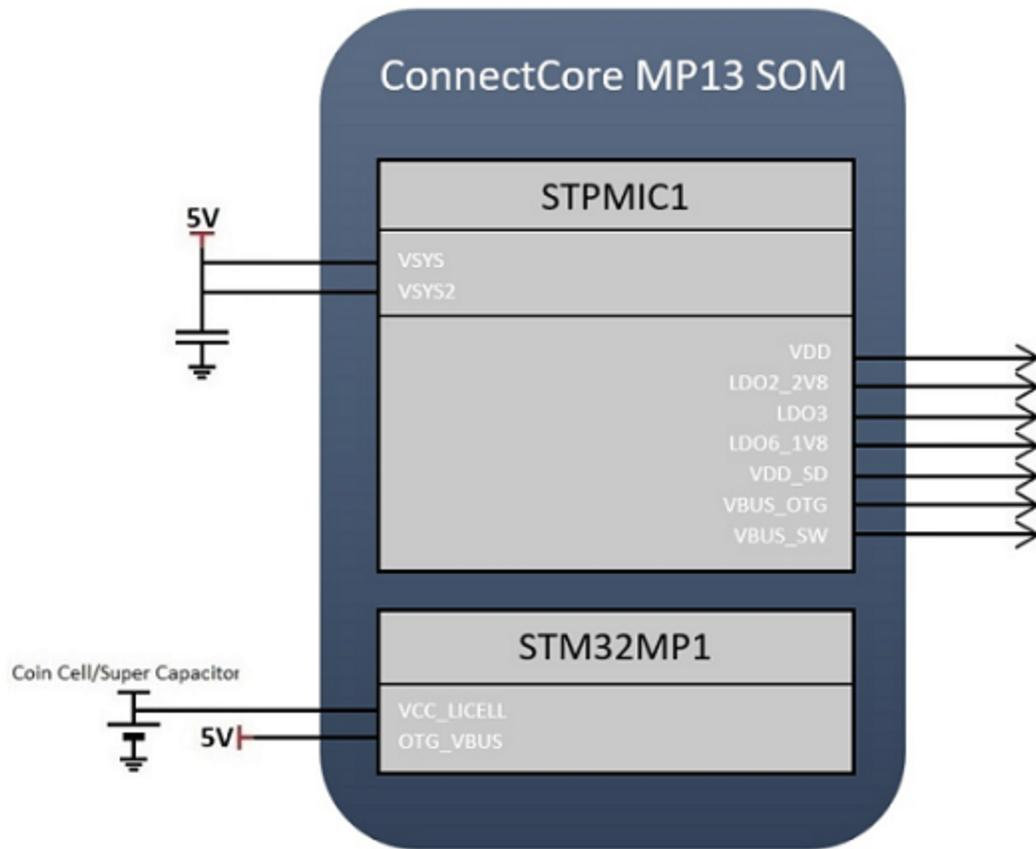 ConnectCore MP13 SOM
STPMIC1
5V
VSYS
VSYS2
VDD
LDO2_2V8
LDO3
LDO6_1V8
VDD_SD
VBUS_OTG
VBUS_SW
STM32MP1
Coin Cell/Super Capacitor
VCC_LICELL
5V
OTG_VBUS